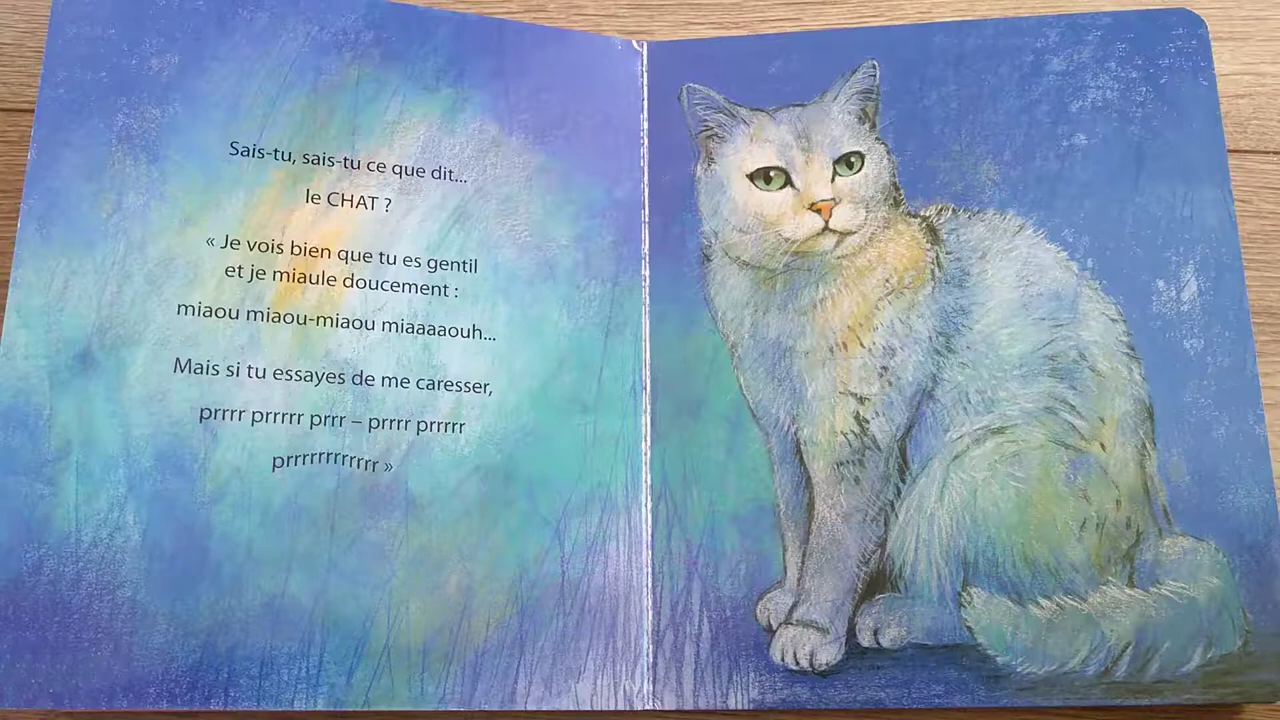 Sais-tu, sais-tu ce que dit...
le CHAT ?
« Je vois bien que tu es gentil
et je miaule doucement :
miaou miaou-miaou miaaaaouh...
Mais si tu essayes de me caresser,
prrrr prrrrr prrr – prrrr prrrrr
prrrrrrrrrrrr »